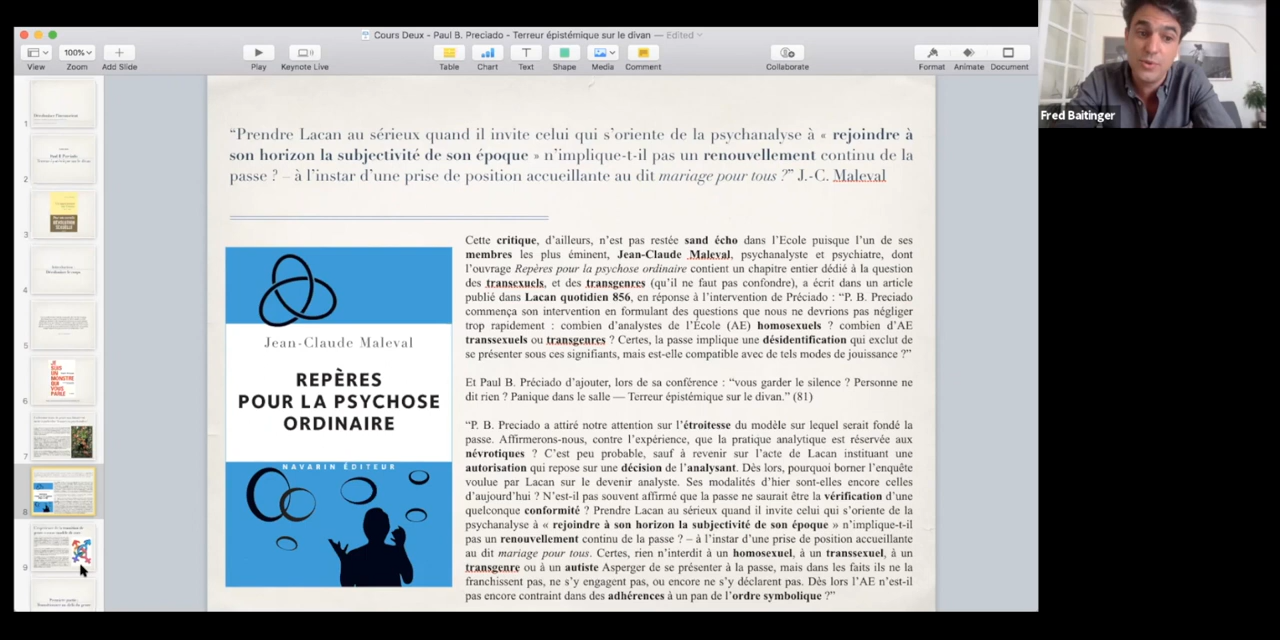 Cours Deux - Paul B. Preciado - Terreur épistémique sur le divan — Edited
100%
View
Zoom
Add Slide
Play
Keynote Live
Table
Chart
Text
Shape
Media
Comment
Collaborate
Format
Animate
Document
Fred Baitinger
1
2
3
4
5
6
7
8
9
JE
SUIS
UN
MONSTRE
QUI
VOUS
PARLE
“Prendre Lacan au sérieux quand il invite celui qui s’oriente de la psychanalyse à « rejoindre à
son horizon la subjectivité de son époque » n’implique-t-il pas un renouvellement continu de la
passe ? – à l’instar d’une prise de position accueillante au dit mariage pour tous ?” J.-C. Maleval
Jean-Claude Maleval
REPÈRES
POUR LA PSYCHOSE
ORDINAIRE
NAVARIN ÉDITEUR
Cette critique, d’ailleurs, n’est pas restée sand écho dans l’Ecole puisque l’un de ses
membres les plus éminent, Jean-Claude Maleval, psychanalyste et psychiatre, dont
l’ouvrage Repères pour la psychose ordinaire contient un chapitre entier dédié à la question
des transexuels, et des transgenres (qu’il ne faut pas confondre), a écrit dans un article
publié dans Lacan quotidien 856, en réponse à l’intervention de Préciado : “P. B. Preciado
commença son intervention en formulant des questions que nous ne devrions pas négliger
trop rapidement : combien d’analystes de l’École (AE) homosexuels ? combien d’AE
transsexuels ou transgenres ? Certes, la passe implique une désidentification qui exclut de
se présenter sous ces signifiants, mais est-elle compatible avec de tels modes de jouissance ?”
Et Paul B. Préciado d’ajouter, lors de sa conférence : “vous garder le silence ? Personne ne
dit rien ? Panique dans le salle — Terreur épistémique sur le divan.” (81)
“P. B. Preciado a attiré notre attention sur l’étroitesse du modèle sur lequel serait fondé la
passe. Affirmerons-nous, contre l’expérience, que la pratique analytique est réservée aux
névrotiques ? C’est peu probable, sauf à revenir sur l’acte de Lacan instituant une
autorisation qui repose sur une décision de l’analysant. Dès lors, pourquoi borner l’enquête
voulue par Lacan sur le devenir analyste. Ses modalités d’hier sont-elles encore celles
d’aujourd’hui ? N’est-il pas souvent affirmé que la passe ne saurait être la vérification d’une
quelconque conformité ? Prendre Lacan au sérieux quand il invite celui qui s’oriente de la
psychanalyse à « rejoindre à son horizon la subjectivité de son époque » n’implique-t-il
pas un renouvellement continu de la passe ? – à l’instar d’une prise de position accueillante
au dit mariage pour tous. Certes, rien n’interdit à un homosexuel, à un transsexuel, à un
transgenre ou à un autiste Asperger de se présenter à la passe, mais dans les faits ils ne la
franchissent pas, ne s’y engagent pas, ou encore ne s’y déclarent pas. Dès lors l’AE n’est-il
pas encore contraint dans des adhérences à un pan de l’ordre symbolique ?”